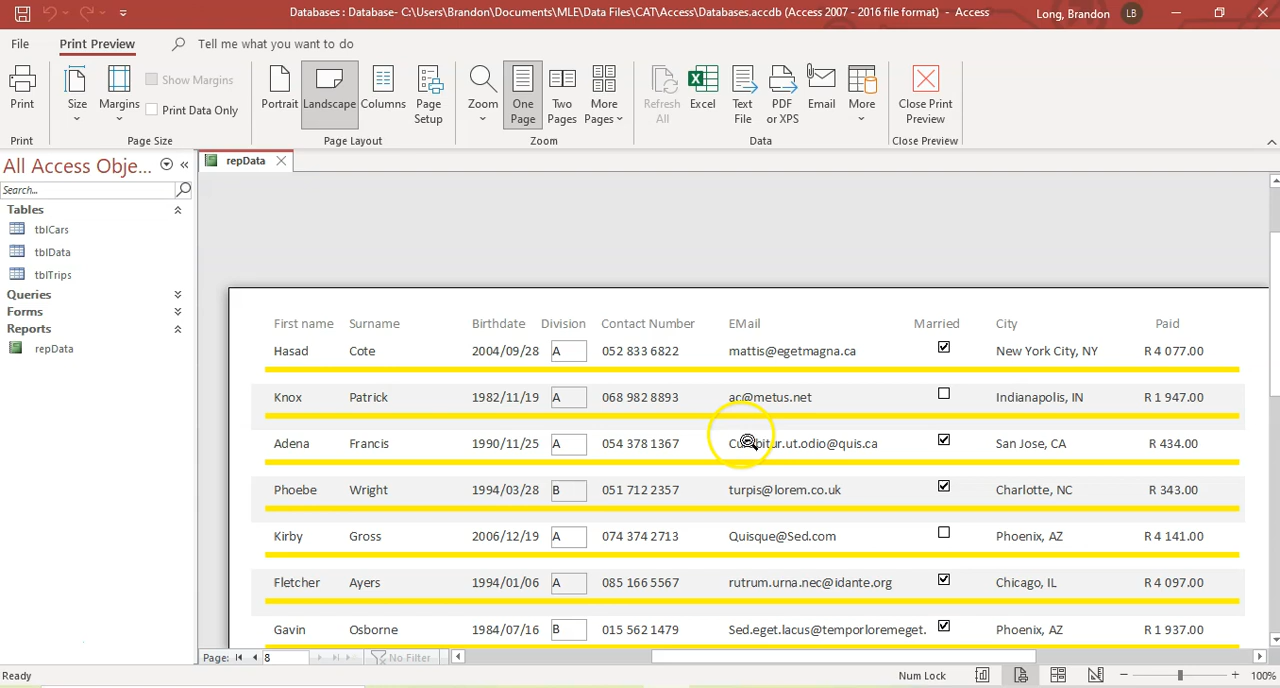 Databases : Database- C:\Users\Brandon\Documents\MLE\Data Files\CAT\Access\Databases.accdb (Access 2007 - 2016 file format) - Access
Long, Brandon LB
File Print Preview Tell me what you want to do
Print
Size
Margins
Show Margins
Print Data Only
Portrait
Landscape
Columns
Page Setup
Zoom
One Page
Two Pages
More Pages
Refresh All
Excel
Text File
PDF or XPS
Email
More
Close Print Preview
Print Page Size Page Layout Zoom Data Close Preview
All Access Obje...
Search...
Tables
tblCars
tblData
tblTrips
Queries
Forms
Reports
repData
repData
First name Surname Birthdate Division Contact Number EMail Married City Paid
Hasad Cote 2004/09/28 A 052 833 6822 mattis@egetmagna.ca New York City, NY R 4 077.00
Knox Patrick 1982/11/19 A 068 982 8893 ac@metus.net Indianapolis, IN R 1 947.00
Adena Francis 1990/11/25 A 054 378 1367 Curabitur.ut.odio@quis.ca San Jose, CA R 434.00
Phoebe Wright 1994/03/28 B 051 712 2357 turpis@lorem.co.uk Charlotte, NC R 343.00
Kirby Gross 2006/12/19 A 074 374 2713 Quisque@Sed.com Phoenix, AZ R 4 141.00
Fletcher Ayers 1994/01/06 A 085 166 5567 rutrum.urna.nec@idante.org Chicago, IL R 4 097.00
Gavin Osborne 1984/07/16 B 015 562 1479 Sed.eget.lacus@temporloremeget. Phoenix, AZ R 1 937.00
Page: 8 No Filter
Ready Num Lock 100%